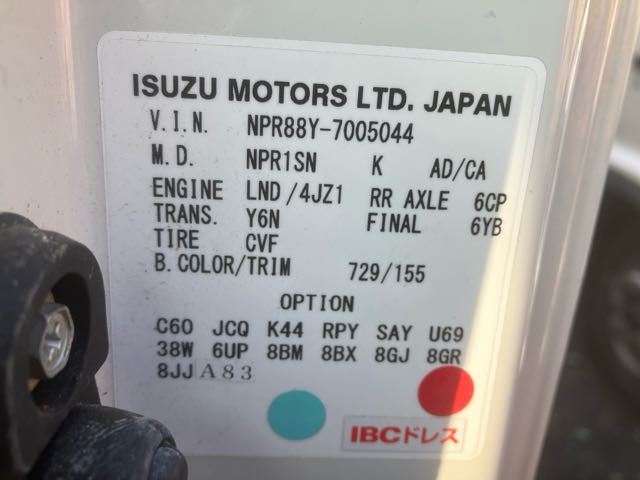 ISUZU MOTORS LTD. JAPAN
V.I.N. NPR88Y-7005044
M.D. NPR1SN K AD/CA
ENGINE LND/4JZ1 RR AXLE 6CP
TRANS. Y6N FINAL 6YB
TIRE CVF
B.COLOR/TRIM 729/155
OPTION
C60 JCQ K44 RPY SAY U69
38W 6UP 8BM 8BX 8GJ 8GR
8JJ A83
IBCドレス